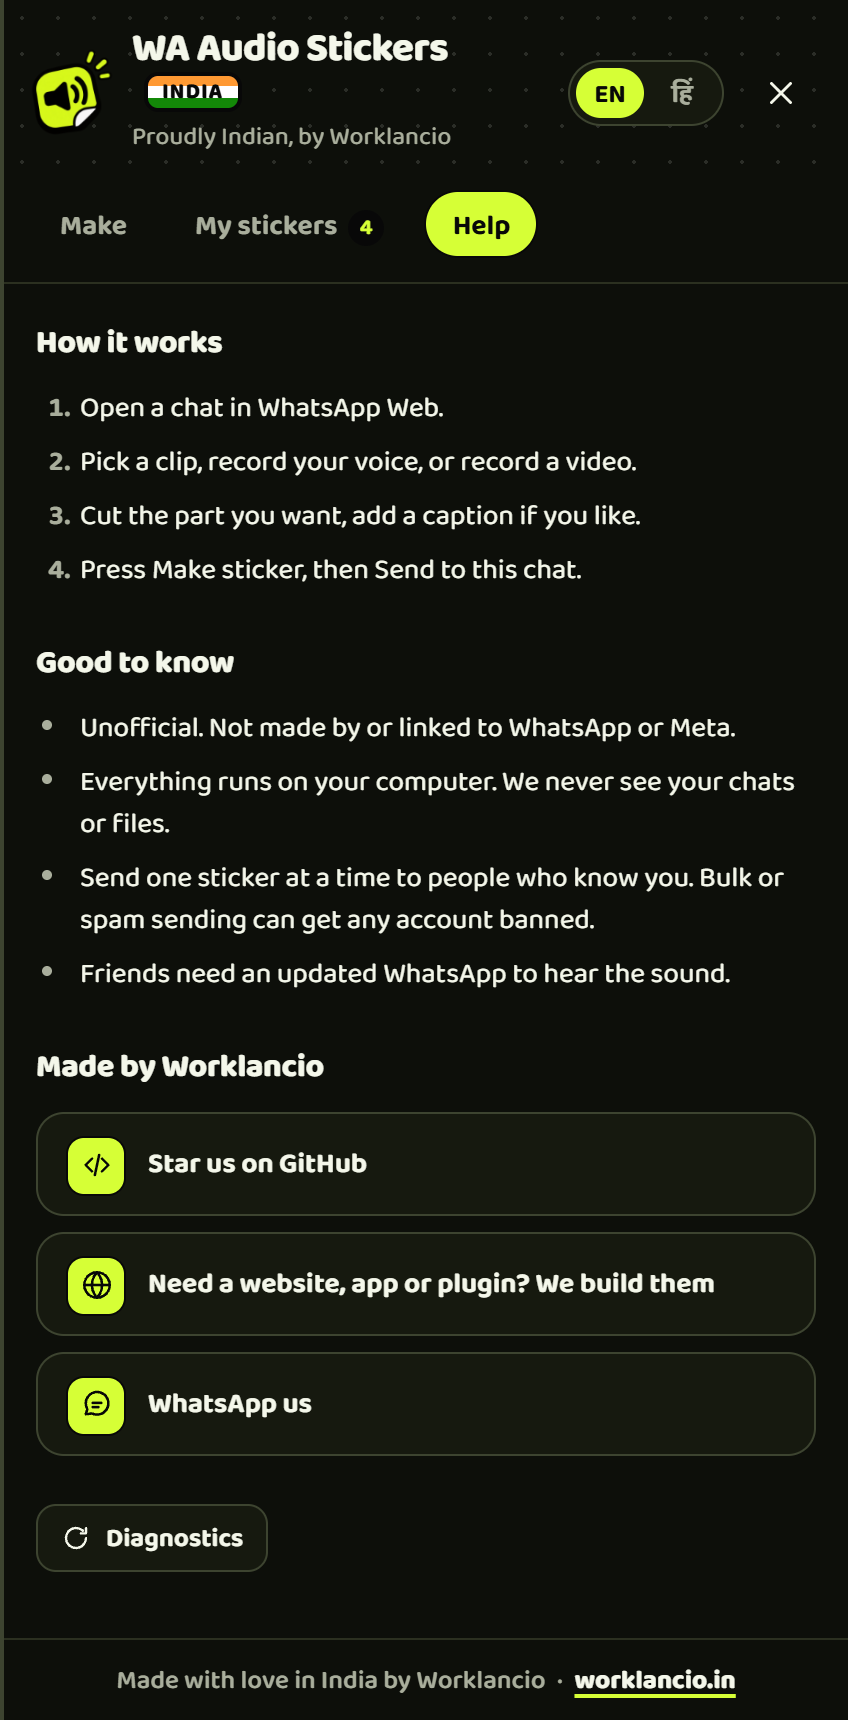 WA Audio Stickers
INDIA
Proudly Indian, by Worklancio
EN हिं
Make My stickers 4 Help
How it works
1. Open a chat in WhatsApp Web.
2. Pick a clip, record your voice, or record a video.
3. Cut the part you want, add a caption if you like.
4. Press Make sticker, then Send to this chat.
Good to know
Unofficial. Not made by or linked to WhatsApp or Meta.
Everything runs on your computer. We never see your chats
or files.
Send one sticker at a time to people who know you. Bulk or
spam sending can get any account banned.
Friends need an updated WhatsApp to hear the sound.
Made by Worklancio
Star us on GitHub
Need a website, app or plugin? We build them
WhatsApp us
Diagnostics
Made with love in India by Worklancio · worklancio.in